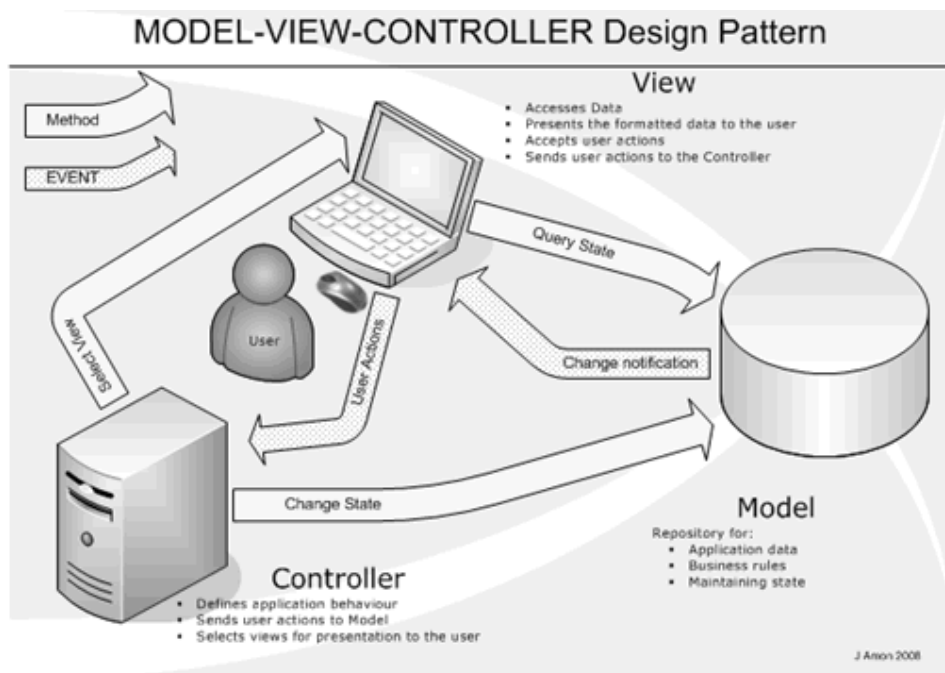 MODEL-VIEW-CONTROLLER Design Pattern
Method
EVENT
View
Accesses Data
Presents the formatted data to the user
Accepts user actions
Sends user actions to the Controller
Query State
User
Select View
User Actions
Change notification
Change State
Model
Repository for:
Application data
Business rules
Maintaining state
Controller
Defines application behaviour
Sends user actions to Model
Selects views for presentation to the user
J Amon 2008